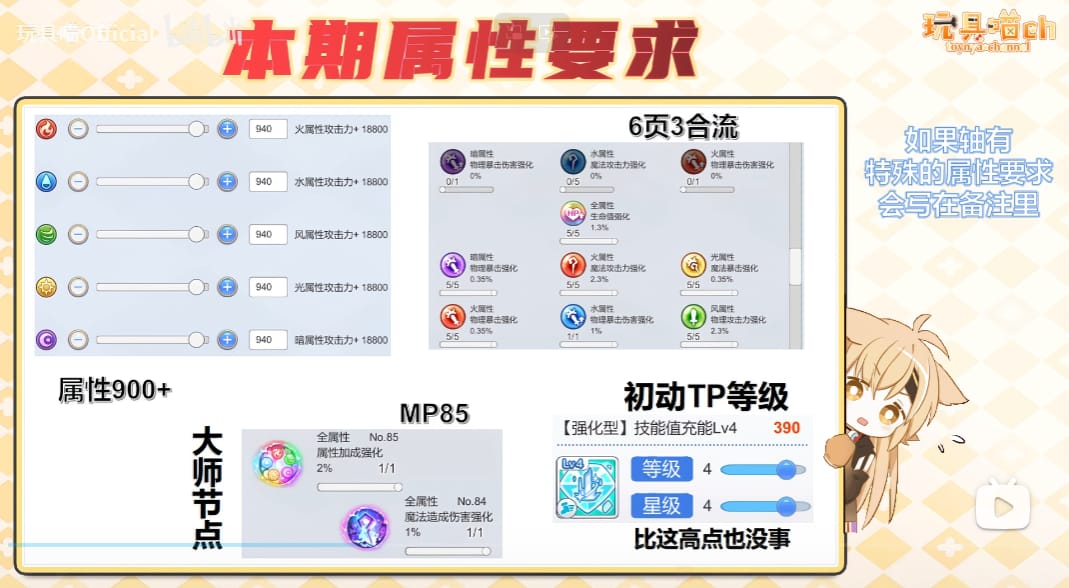 玩具喵Official
本期属性要求
玩具喵ch
toynyachannel
如果轴有
特殊的属性要求
会写在备注里
940
火属性攻击力+ 18800
940
水属性攻击力+ 18800
940
风属性攻击力+ 18800
940
光属性攻击力+ 18800
940
暗属性攻击力+ 18800
属性900+
6页3合流
暗属性
物理暴击伤害强化
0%
0/1
水属性
魔法攻击力强化
0%
0/5
火属性
物理暴击伤害强化
0%
0/1
全属性
生命值强化
1.3%
HP
5/5
暗属性
物理暴击强化
0.35%
5/5
火属性
魔法攻击力强化
2.3%
5/5
光属性
魔法暴击强化
0.35%
5/5
火属性
物理暴击强化
0.35%
5/5
水属性
物理暴击伤害强化
1%
1/1
风属性
物理攻击力强化
2.3%
5/5
大师节点
MP85
全属性 No.85
属性加成强化
2% 1/1
全属性 No.84
魔法造成伤害强化
1% 1/1
初动TP等级
【强化型】技能值充能Lv4 390
Lv4
等级 4
星级 4
比这高点也没事